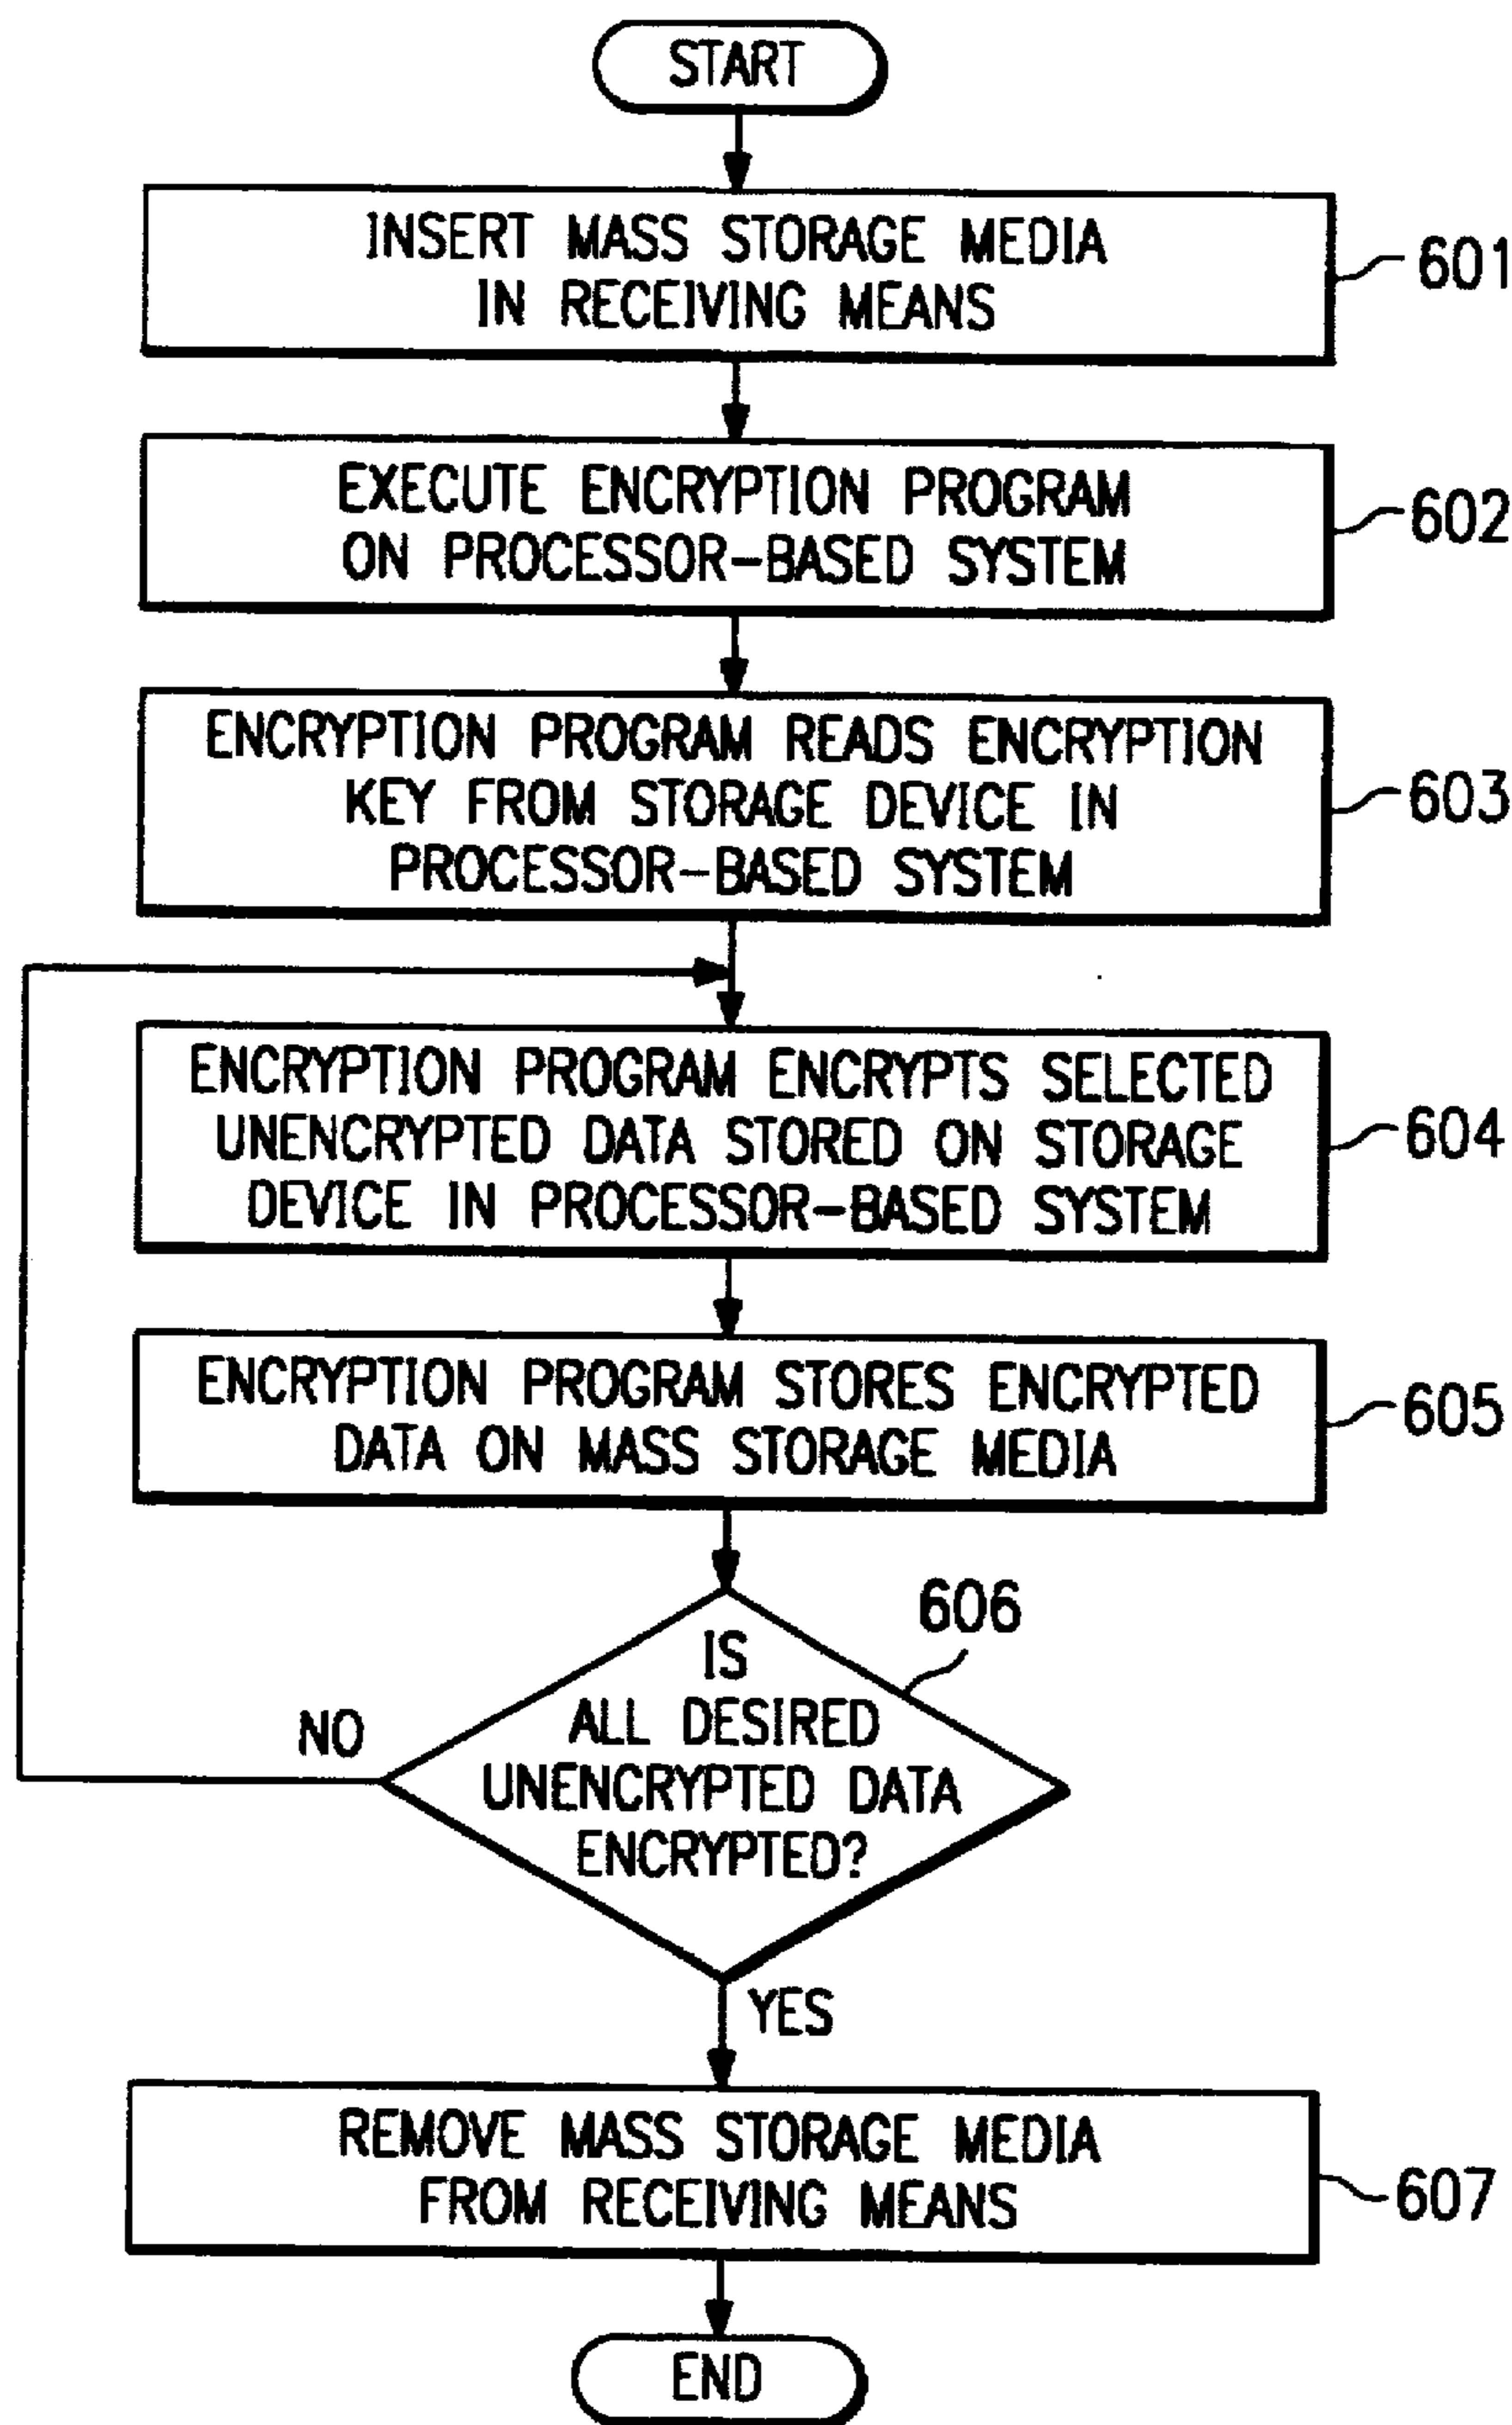 START
INSERT MASS STORAGE MEDIA
IN RECEIVING MEANS
601
EXECUTE ENCRYPTION PROGRAM
ON PROCESSOR-BASED SYSTEM
602
ENCRYPTION PROGRAM READS ENCRYPTION
KEY FROM STORAGE DEVICE IN
PROCESSOR-BASED SYSTEM
603
ENCRYPTION PROGRAM ENCRYPTS SELECTED
UNENCRYPTED DATA STORED ON STORAGE
DEVICE IN PROCESSOR-BASED SYSTEM
604
ENCRYPTION PROGRAM STORES ENCRYPTED
DATA ON MASS STORAGE MEDIA
605
606
IS
ALL DESIRED
UNENCRYPTED DATA
ENCRYPTED?
NO
YES
REMOVE MASS STORAGE MEDIA
FROM RECEIVING MEANS
607
END